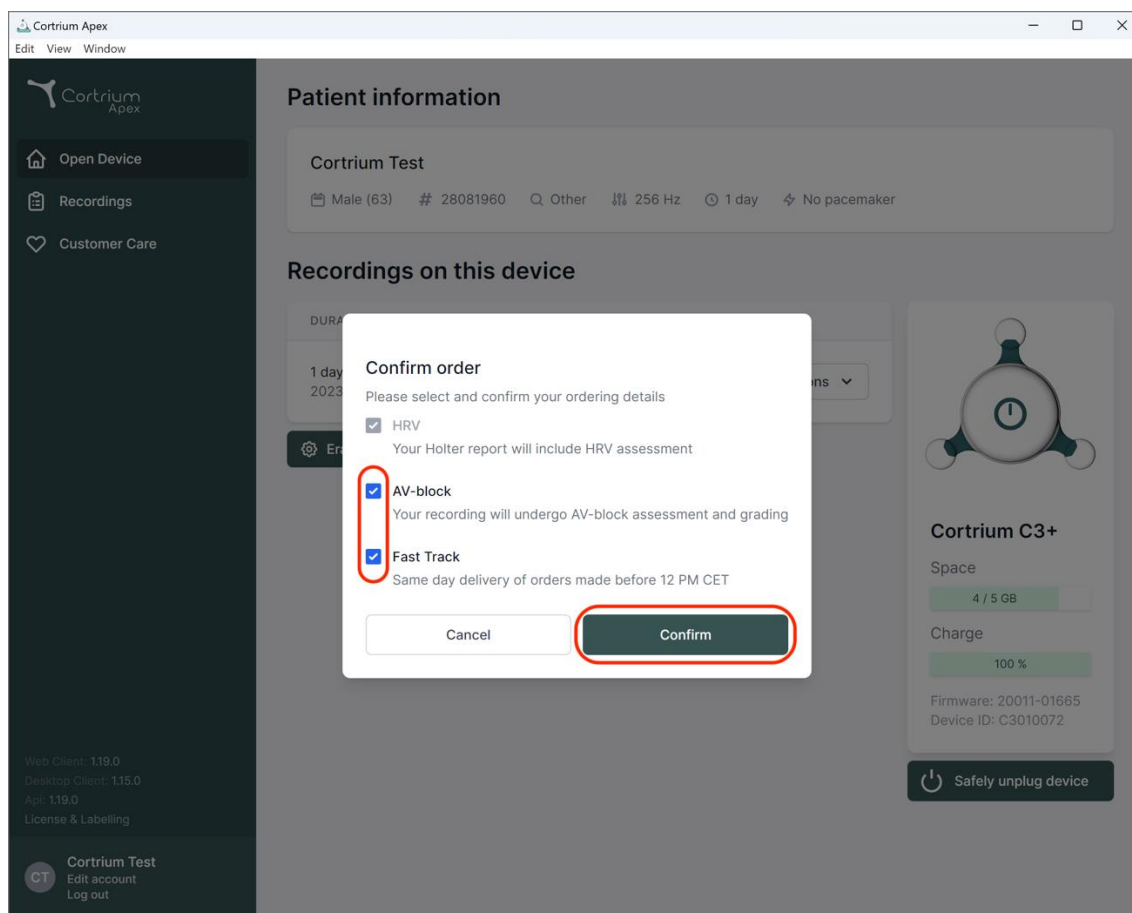 Cortrium Apex
Edit View Window
Cortrium
Apex
Open Device
Recordings
Customer Care
Patient information
Cortrium Test
Male (63) # 28081960 Other 256 Hz 1 day No pacemaker
Recordings on this device
DURA
1 day
2023
ons
Era
Confirm order
Please select and confirm your ordering details
HRV
Your Holter report will include HRV assessment
AV-block
Your recording will undergo AV-block assessment and grading
Fast Track
Same day delivery of orders made before 12 PM CET
Cancel Confirm
Cortrium C3+
Space
4 / 5 GB
Charge
100 %
Firmware: 20011-01665
Device ID: C3010072
Safely unplug device
Web Client: 1.19.0
Desktop Client: 1.15.0
Api: 1.19.0
License & Labelling
CT
Cortrium Test
Edit account
Log out